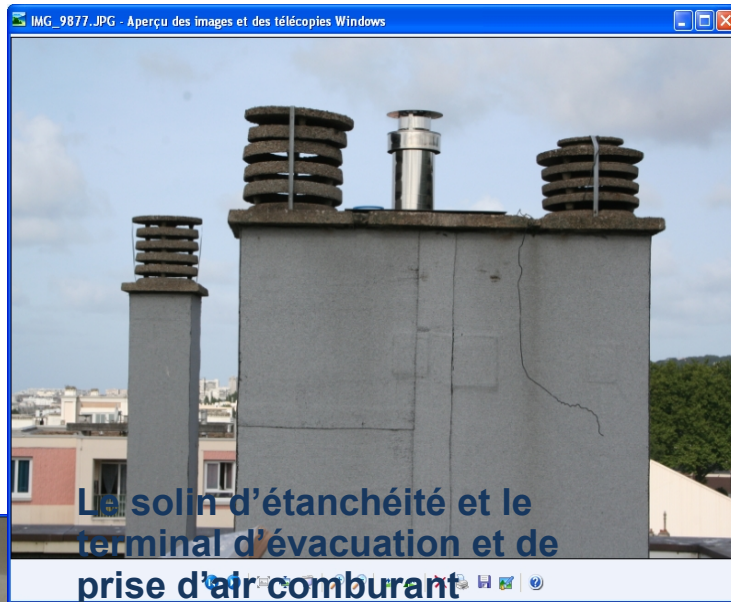 IMG_9877.JPG - Aperçu des images et des télécopies Windows
Le solin d’étanchéité et le
terminal d’évacuation et de
prise d’air comburant